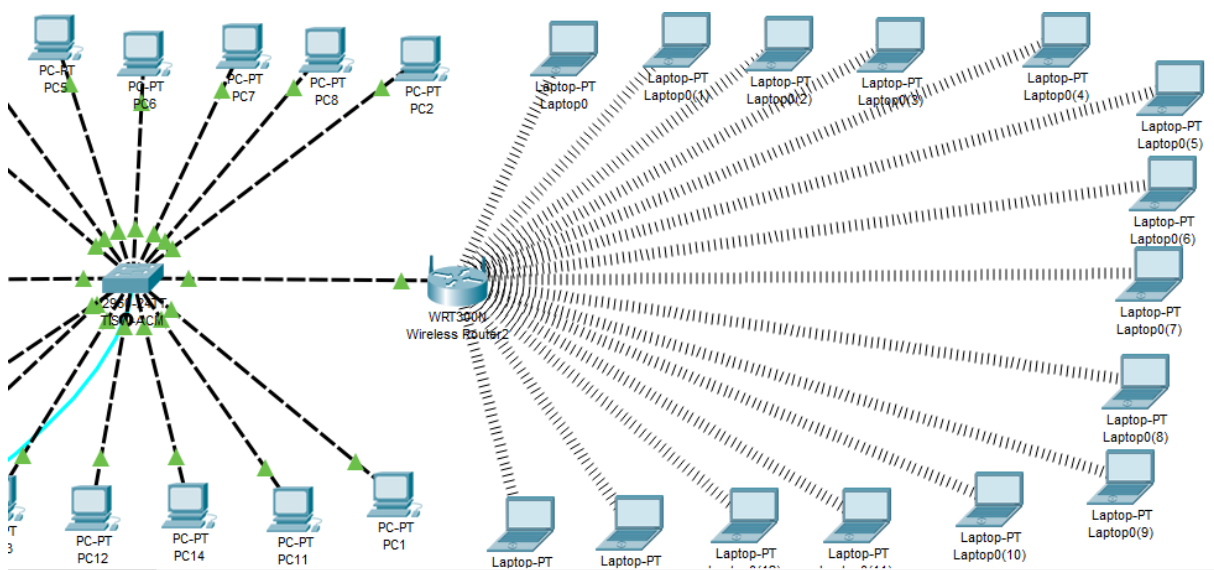 PC-PT
PC5
PC-PT
PC6
PC-PT
PC7
PC-PT
PC8
PC-PT
PC2
Laptop-PT
Laptop0
Laptop-PT
Laptop0(1)
Laptop-PT
Laptop0(2)
Laptop-PT
Laptop0(3)
Laptop-PT
Laptop0(4)
Laptop-PT
Laptop0(5)
Laptop-PT
Laptop0(6)
Laptop-PT
Laptop0(7)
Laptop-PT
Laptop0(8)
Laptop-PT
Laptop0(9)
WRT300N
Wireless Router2
PC-PT
PC12
PC-PT
PC14
PC-PT
PC11
PC-PT
PC1
Laptop-PT
Laptop-PT
Laptop-PT
Laptop-PT
Laptop-PT
Laptop0(10)